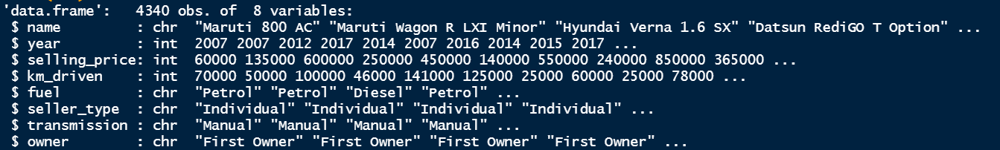 'data.frame':   4340 obs. of  8 variables:
 $ name         : chr  "Maruti 800 AC" "Maruti Wagon R LXI Minor" "Hyundai Verna 1.6 SX" "Datsun RediGO T Option" ...
 $ year         : int  2007 2007 2012 2017 2014 2007 2016 2014 2015 2017 ...
 $ selling_price: int  60000 135000 600000 250000 450000 140000 550000 240000 850000 365000 ...
 $ km_driven    : int  70000 50000 100000 46000 141000 125000 25000 60000 25000 78000 ...
 $ fuel         : chr  "Petrol" "Petrol" "Diesel" "Petrol" ...
 $ seller_type  : chr  "Individual" "Individual" "Individual" "Individual" ...
 $ transmission : chr  "Manual" "Manual" "Manual" "Manual" ...
 $ owner        : chr  "First Owner" "First Owner" "First Owner" "First Owner" ...